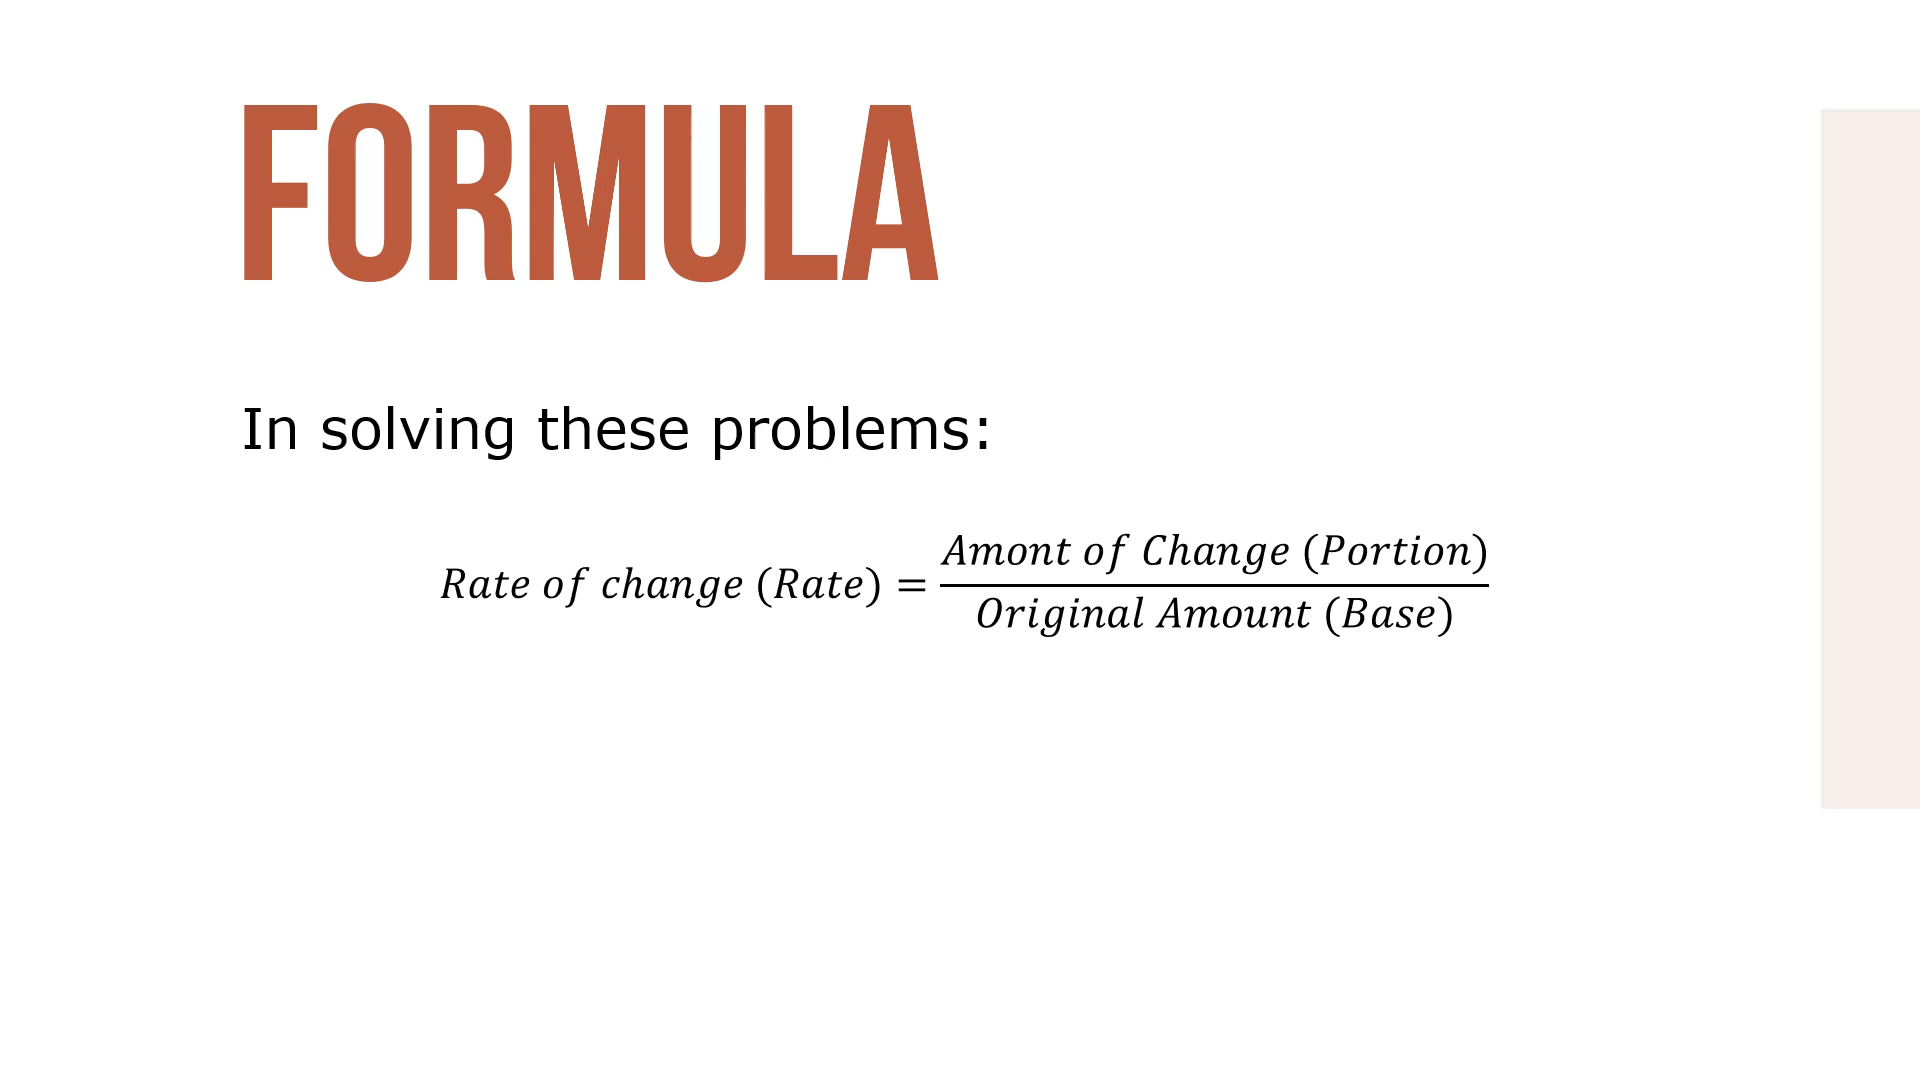 FORMULA
In solving these problems:
Rate of change (Rate) = Amont of Change (Portion)
Original Amount (Base)